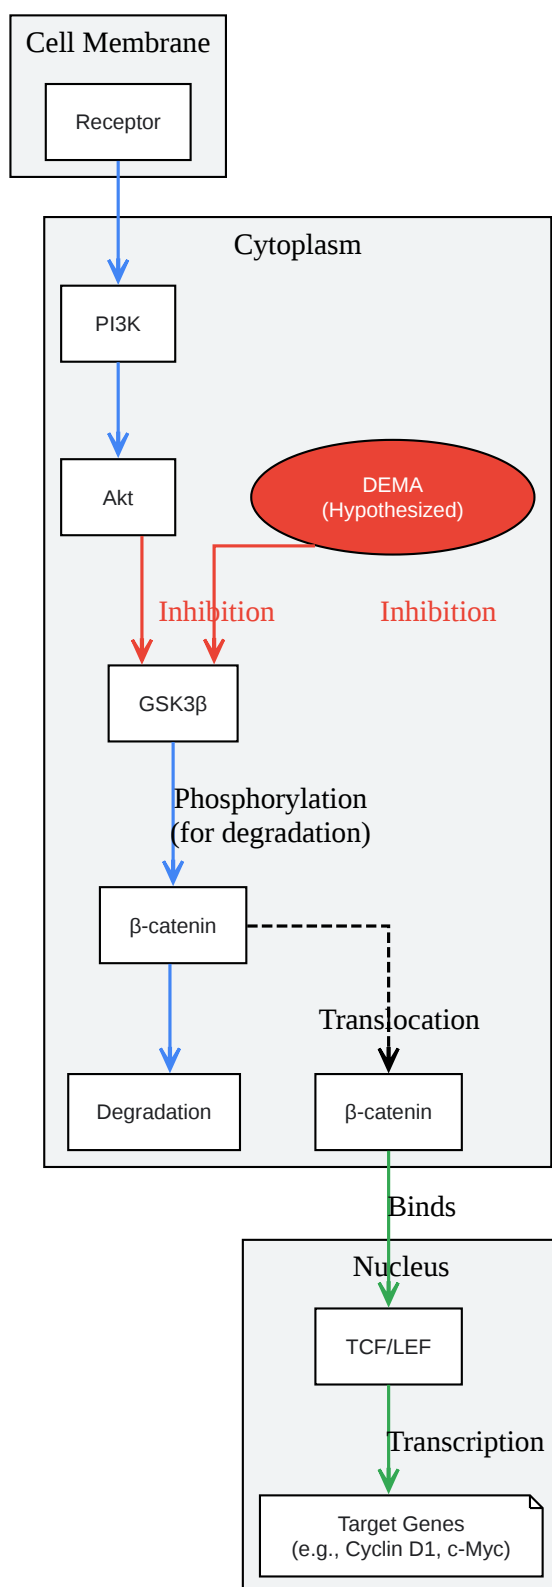 Cell Membrane
Receptor
Cytoplasm
PI3K
Akt
DEMA
(Hypothesized)
Inhibition
Inhibition
GSK3β
Phosphorylation
(for degradation)
β-catenin
Translocation
Degradation
β-catenin
Binds
Nucleus
TCF/LEF
Transcription
Target Genes
(e.g., Cyclin D1, c-Myc)